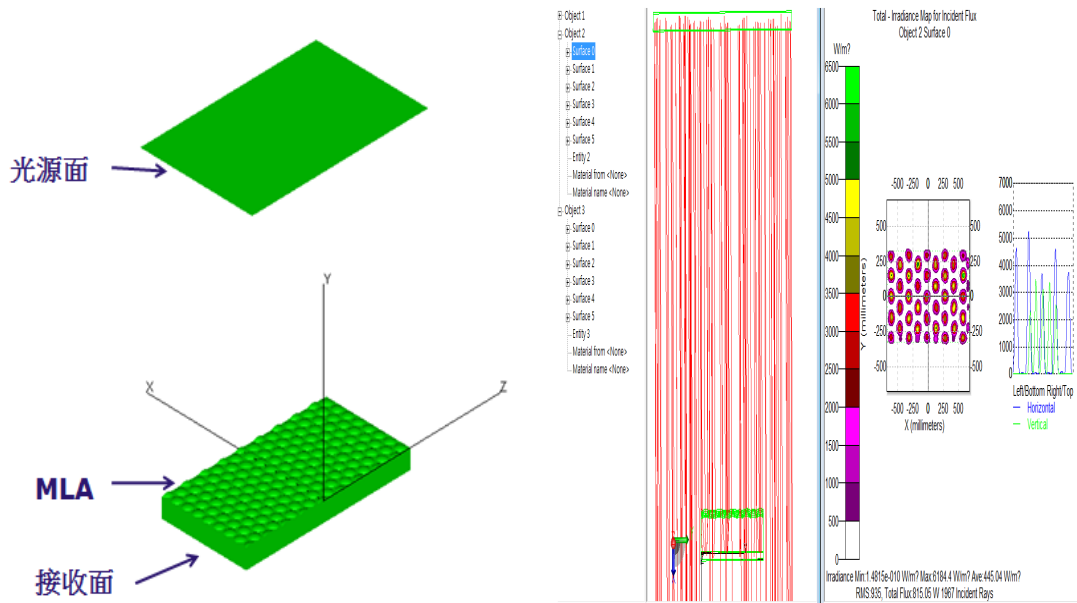 光源面
Y
X
Z
MLA
接收面
Object 1
Object 2
Surface 0
Surface 1
Surface 2
Surface 3
Surface 4
Surface 5
Entity 2
Material from <None>
Material name <None>
Object 3
Surface 0
Surface 1
Surface 2
Surface 3
Surface 4
Surface 5
Entity 3
Material from <None>
Material name <None>
Total - Irradiance Map for Incident Flux
Object 2 Surface 0
W/m?
6500
6000
5500
5000
4500
4000
3500
3000
2500
2000
1500
1000
500
0
-500 -250 0 250 500
500
250
0
-250
-500
Y (millimeters)
500
250
0
-250
-500
-500 -250 0 250 500
X (millimeters)
7000
6000
5000
4000
3000
2000
1000
0
Left/Bottom Right/Top
Horizontal
Vertical
Irradiance Min:1.4815e-010 W/m? Max:6184.4 W/m? Ave:445.04 W/m?
RMS 935, Total Flux:815.05 W 1967 Incident Rays